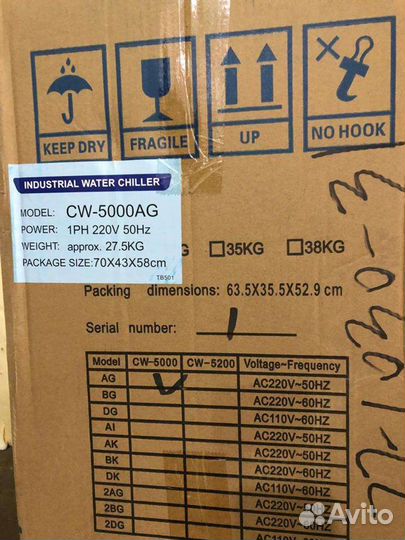 KEEP DRY
FRAGILE
UP
NO HOOK
INDUSTRIAL WATER CHILLER
MODEL: CW-5000AG
POWER: 1PH 220V 50Hz
WEIGHT: approx. 27.5KG
PACKAGE SIZE:70X43X58cm
TB501
G □35KG □38KG
Packing dimensions: 63.5X35.5X52.9 cm
Serial number: 1
Model CW-5000 CW-5200 Voltage~Frequency
AG AC220V~50HZ
BG AC220V~60HZ
DG AC110V~60HZ
AI AC220V~50HZ
AK AC220V~50HZ
BK AC220V~60HZ
DK AC110V~60HZ
2AG AC220V~50HZ
2BG AC220V~60HZ
2DG
Avito